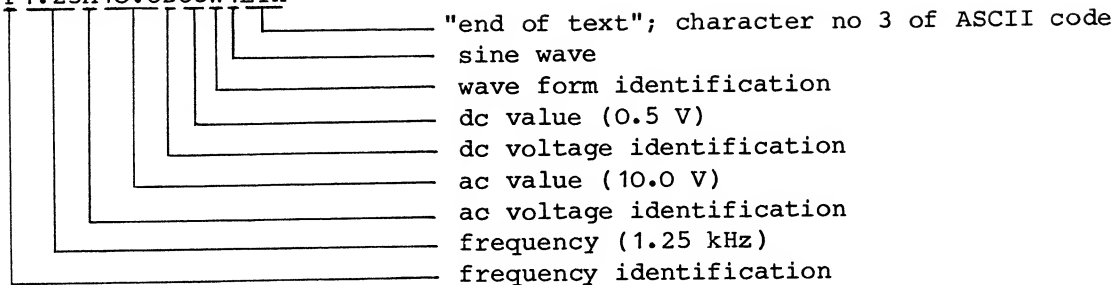 "end of text"; character no 3 of ASCII code
sine wave
wave form identification
dc value (0.5 V)
dc voltage identification
ac value (10.0 V)
ac voltage identification
frequency (1.25 kHz)
frequency identification